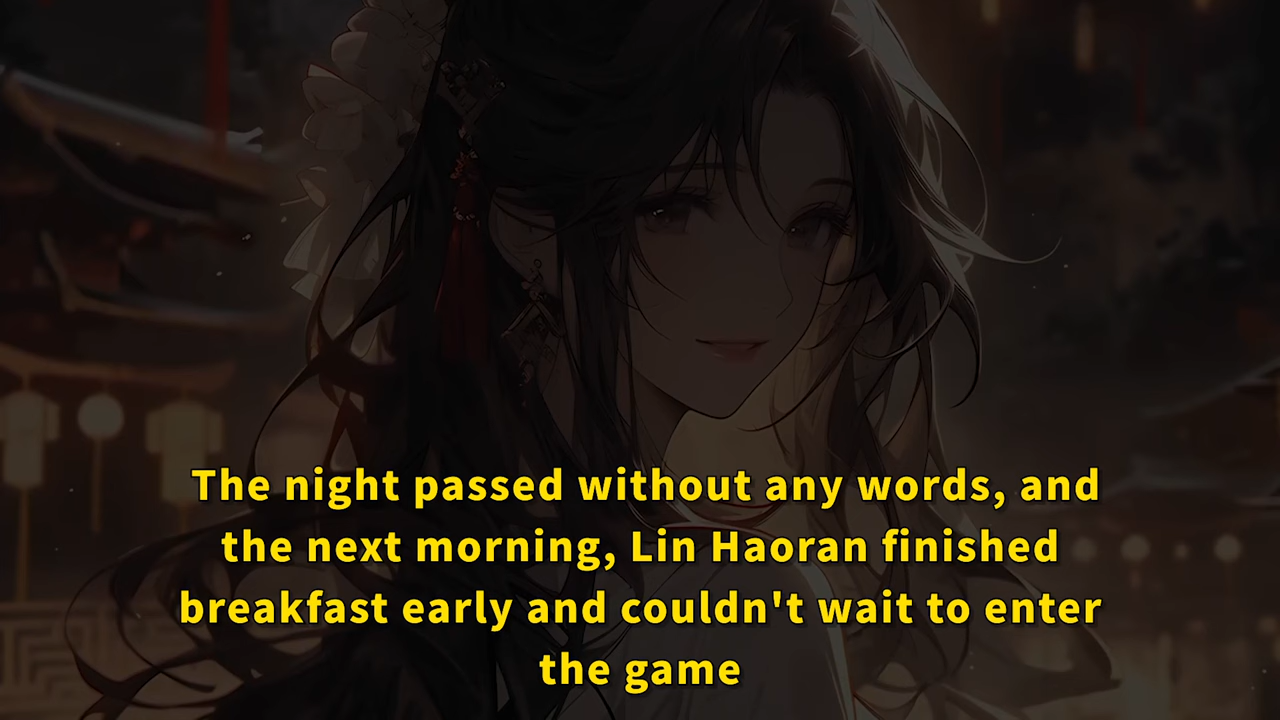 The night passed without any words, and
the next morning, Lin Haoran finished
breakfast early and couldn't wait to enter
the game